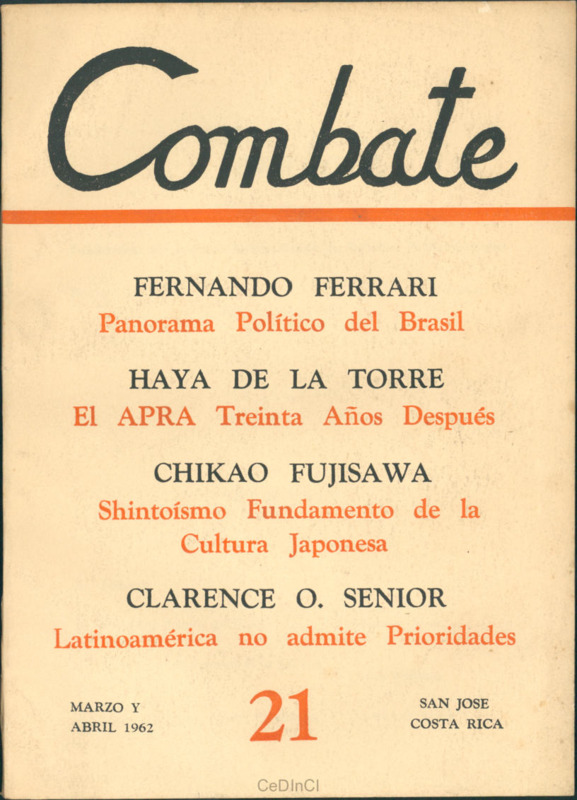 Combate
FERNANDO FERRARI
Panorama Político del Brasil
HAYA DE LA TORRE
El APRA Treinta Años Después
CHIKAO FUJISAWA
Shintoísmo Fundamento de la
Cultura Japonesa
CLARENCE O. SENIOR
Latinoamérica no admite Prioridades
MARZO Y
ABRIL 1962
21
SAN JOSE
COSTA RICA
CeDInCI